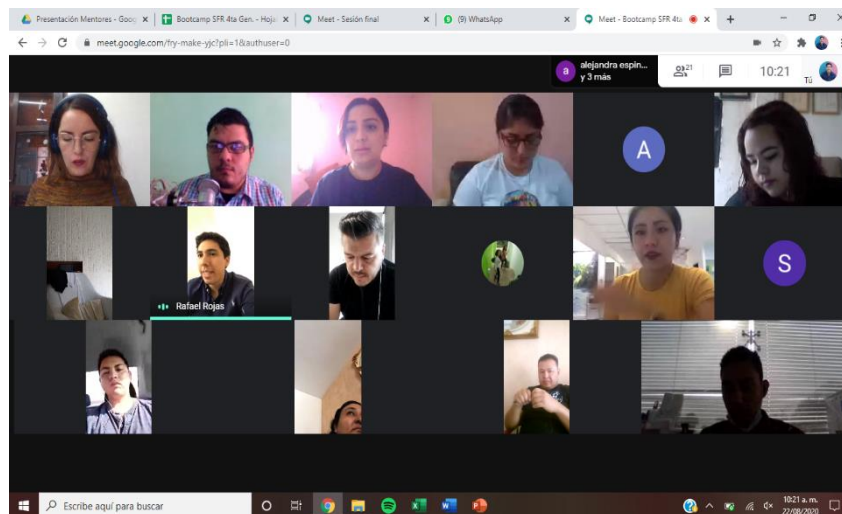 Presentación Mentores - Goog
Bootcamp SFR 4ta Gen. - Hoja
Meet - Sesión final
(9) WhatsApp
Meet - Bootcamp SFR 4ta
meet.google.com/fry-make-yjc?pli=1&authuser=0
a
alejandra espin...
y 3 más
21
10:21
Tú
A
Rafael Rojas
S
Escribe aquí para buscar
10:21 a. m.
22/08/2020